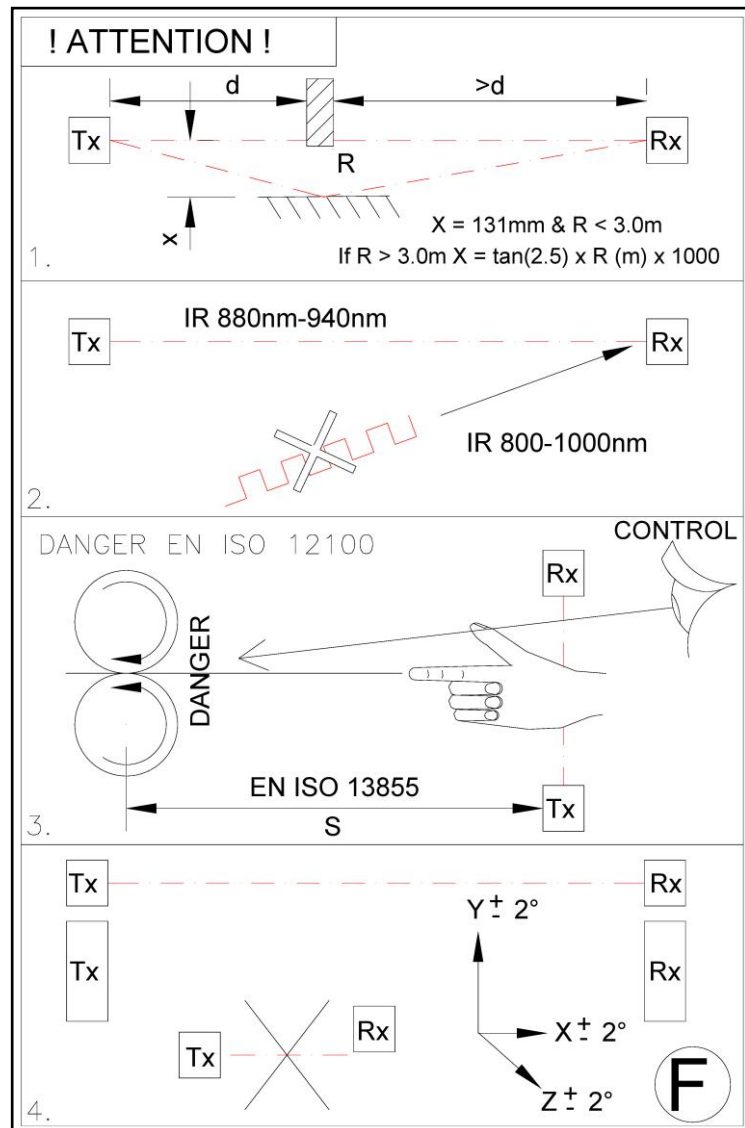 ! ATTENTION !
d >d
Tx Rx
R
x
X = 131mm & R < 3.0m
If R > 3.0m X = tan(2.5) x R (m) x 1000
1.
IR 880nm-940nm
Tx Rx
IR 800-1000nm
2.
DANGER EN ISO 12100
CONTROL
Rx
DANGER
EN ISO 13855
Tx
S
3.
Tx Rx
Y ± 2°
Tx Rx
Rx
Tx
X ± 2°
Z ± 2°
F
4.